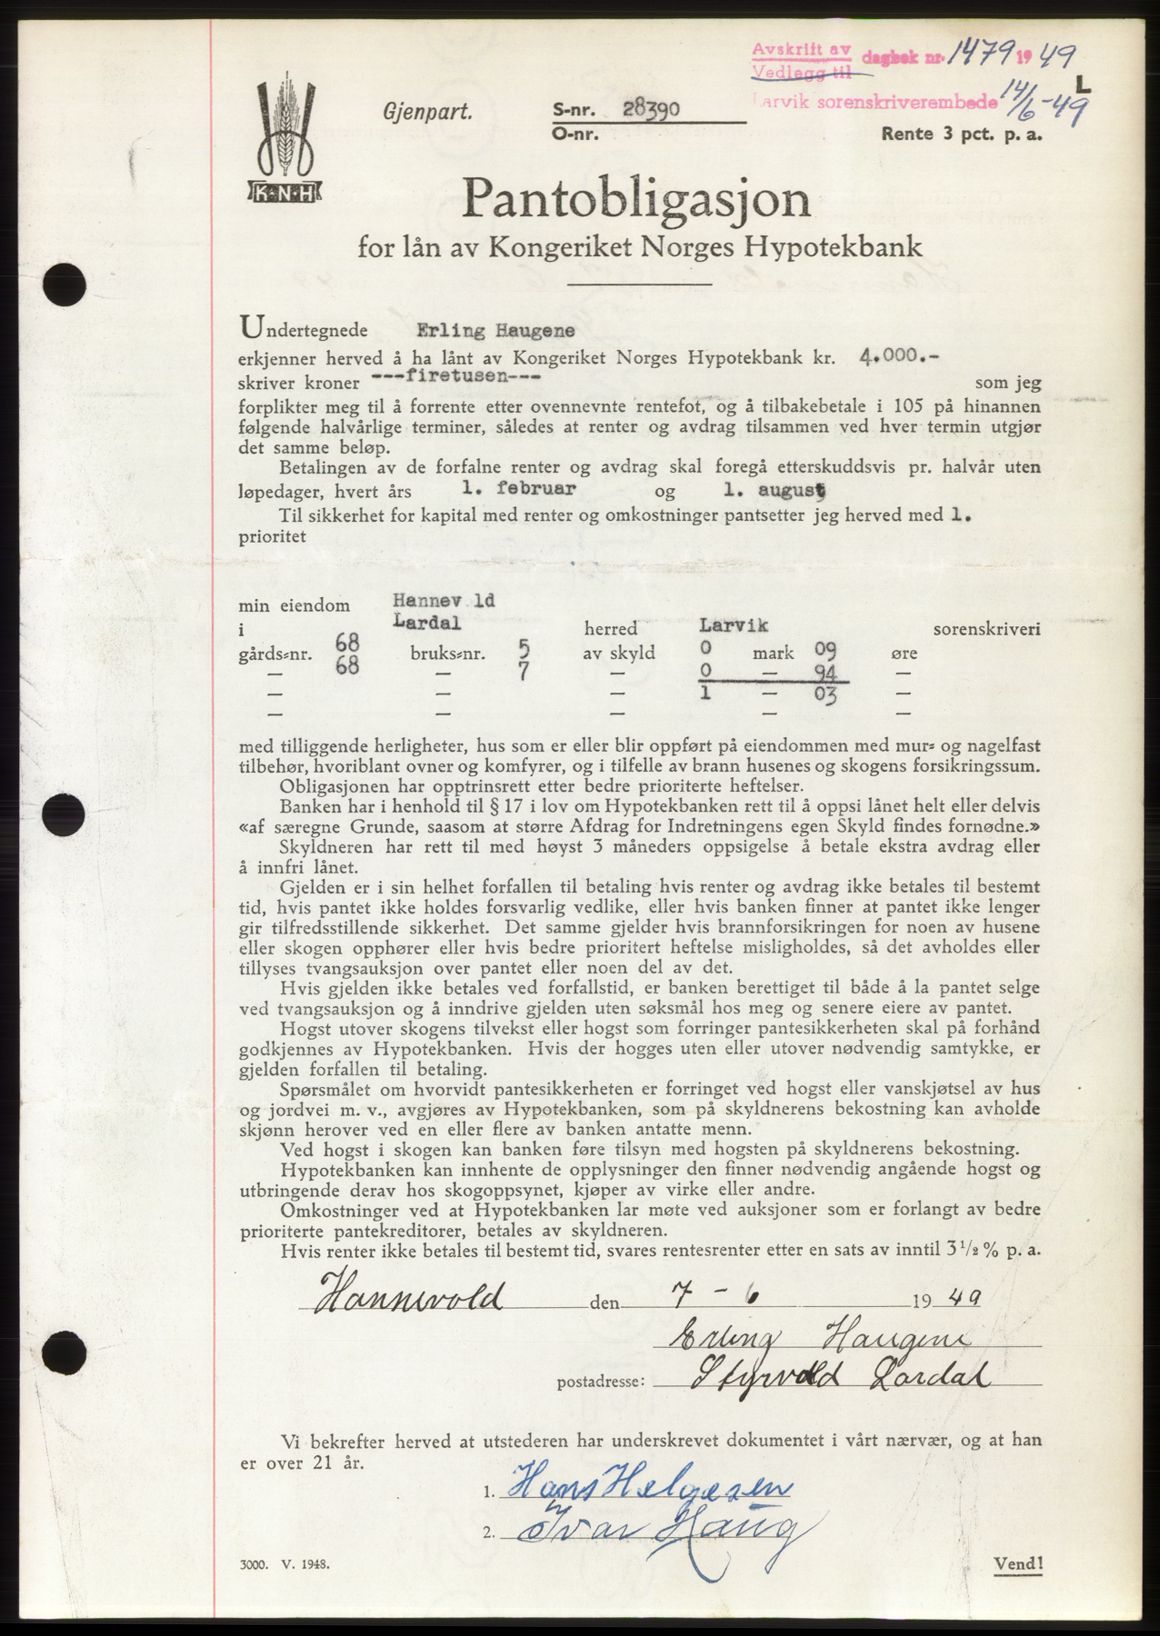 Avskrift av
Vedlegg til
dagbok nr. 1479 19 49
Larvik sorenskriverembede 14/6-49
L
K·N·H
Gjenpart.
S-nr. 28390
O-nr.
Rente 3 pct. p. a.
Pantobligasjon
for lån av Kongeriket Norges Hypotekbank
Undertegnede Erling Haugene
erkjenner herved å ha lånt av Kongeriket Norges Hypotekbank kr. 4.000.-
skriver kroner ---firetusen--- som jeg
forplikter meg til å forrente etter ovennevnte rentefot, og å tilbakebetale i 105 på hinannen
følgende halvårlige terminer, således at renter og avdrag tilsammen ved hver termin utgjør
det samme beløp.
Betalingen av de forfalne renter og avdrag skal foregå etterskuddsvis pr. halvår uten
løpedager, hvert års 1. februar og 1. august
Til sikkerhet for kapital med renter og omkostninger pantsetter jeg herved med 1.
prioritet
min eiendom Hannev ld
i Lardal herred Larvik sorenskriveri
gårds-nr. 68 bruks-nr. 5 av skyld 0 mark 09 øre
— 68 — 7 — 0 — 94 —
— — — 1 — 03 —
— — — — —
med tilliggende herligheter, hus som er eller blir oppført på eiendommen med mur- og nagelfast
tilbehør, hvoriblant ovner og komfyrer, og i tilfelle av brann husenes og skogens forsikringssum.
Obligasjonen har opptrinsrett etter bedre prioriterte heftelser.
Banken har i henhold til § 17 i lov om Hypotekbanken rett til å oppsi lånet helt eller delvis
«af særegne Grunde, saasom at større Afdrag for Indretningens egen Skyld findes fornødne.»
Skyldneren har rett til med høyst 3 måneders oppsigelse å betale ekstra avdrag eller
å innfri lånet.
Gjelden er i sin helhet forfallen til betaling hvis renter og avdrag ikke betales til bestemt
tid, hvis pantet ikke holdes forsvarlig vedlike, eller hvis banken finner at pantet ikke lenger
gir tilfredsstillende sikkerhet. Det samme gjelder hvis brannforsikringen for noen av husene
eller skogen opphører eller hvis bedre prioritert heftelse misligholdes, så det avholdes eller
tillyses tvangsauksjon over pantet eller noen del av det.
Hvis gjelden ikke betales ved forfallstid, er banken berettiget til både å la pantet selge
ved tvangsauksjon og å inndrive gjelden uten søksmål hos meg og senere eiere av pantet.
Hogst utover skogens tilvekst eller hogst som forringer pantesikkerheten skal på forhånd
godkjennes av Hypotekbanken. Hvis der hogges uten eller utover nødvendig samtykke, er
gjelden forfallen til betaling.
Spørsmålet om hvorvidt pantesikkerheten er forringet ved hogst eller vanskjøtsel av hus
og jordvei m. v., avgjøres av Hypotekbanken, som på skyldnerens bekostning kan avholde
skjønn herover ved en eller flere av banken antatte menn.
Ved hogst i skogen kan banken føre tilsyn med hogsten på skyldnerens bekostning.
Hypotekbanken kan innhente de opplysninger den finner nødvendig angående hogst og
utbringende derav hos skogoppsynet, kjøper av virke eller andre.
Omkostninger ved at Hypotekbanken lar møte ved auksjoner som er forlangt av bedre
prioriterte pantekreditorer, betales av skyldneren.
Hvis renter ikke betales til bestemt tid, svares rentesrenter etter en sats av inntil 3 1/2 % p. a.
Hannevold den 7 - 6 19 49
Erling Haugene
postadresse: Styrvold Lardal
Vi bekrefter herved at utstederen har underskrevet dokumentet i vårt nærvær, og at han
er over 21 år.
1. Hans Helgesen
2. Ivar Haug
3000. V. 1948.
Vend!